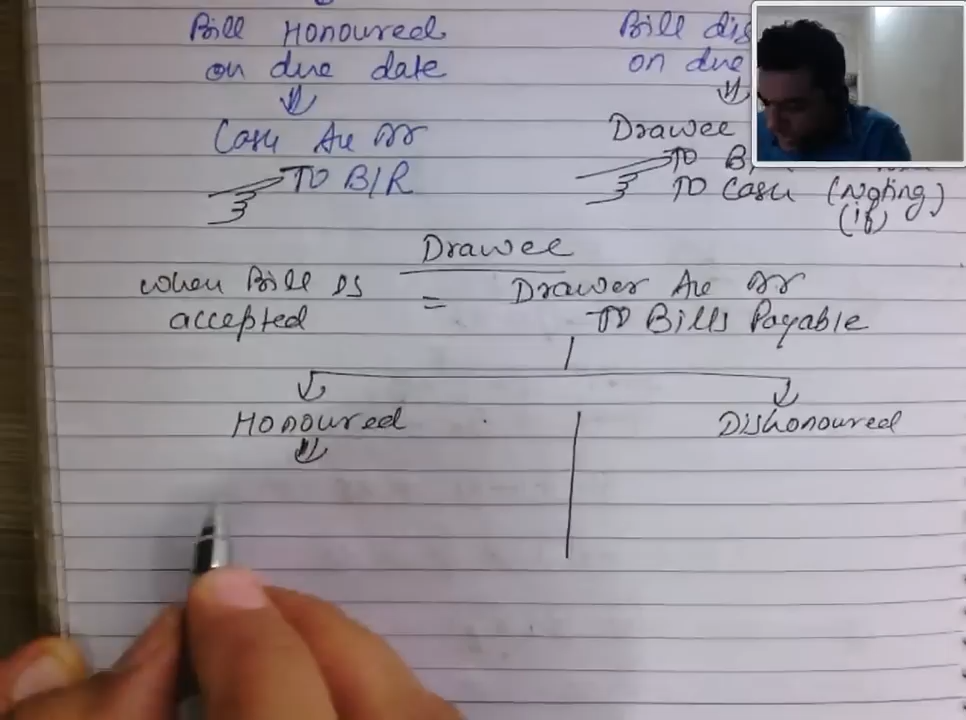 Bill Honoured
on due date
Cash A/c Dr
TO B/R
Bill dis
on due
Drawee
TO B/
TO Cash (Noting)
(if)
Drawee
when Bill is
accepted
=
Drawer A/c Dr
TO Bills Payable
Honoured
Dishonoured